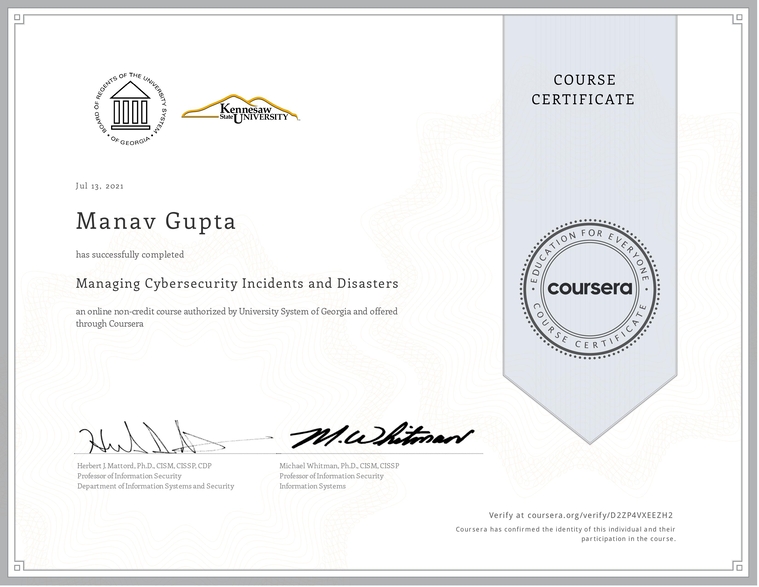 BOARD OF REGENTS OF THE UNIVERSITY SYSTEM
• OF GEORGIA •
Kennesaw
State UNIVERSITY
COURSE
CERTIFICATE
Jul 13, 2021
Manav Gupta
has successfully completed
Managing Cybersecurity Incidents and Disasters
an online non-credit course authorized by University System of Georgia and offered
through Coursera
EDUCATION FOR EVERYONE
coursera
COURSE CERTIFICATE
M. Whitman
Herbert J. Mattord, Ph.D., CISM, CISSP, CDP
Professor of Information Security
Department of Information Systems and Security
Michael Whitman, Ph.D., CISM, CISSP
Professor of Information Security
Information Systems
Verify at coursera.org/verify/D2ZP4VXEEZH2
Coursera has confirmed the identity of this individual and their
participation in the course.